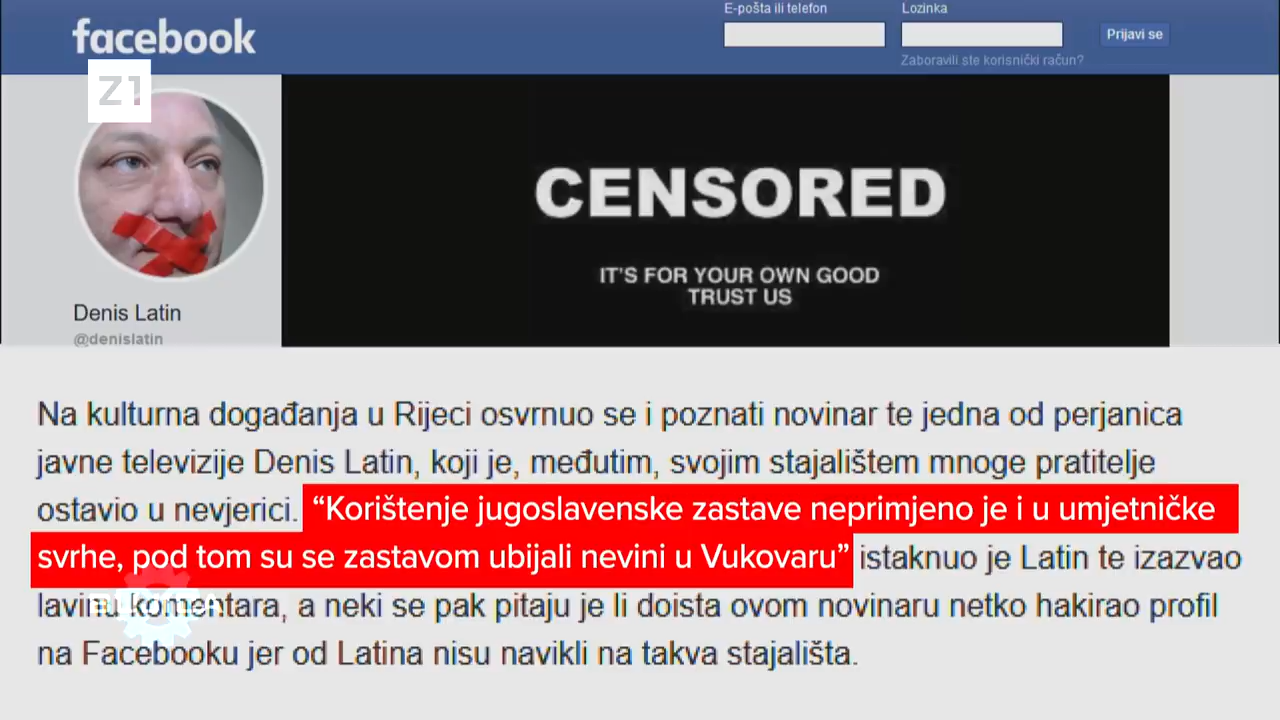 E-pošta ili telefon
Lozinka
facebook
Prijavi se
Zaboravili ste korisnički račun?
Z1
CENSORED
IT'S FOR YOUR OWN GOOD
TRUST US
Denis Latin
@denislatin
Na kulturna događanja u Rijeci osvrnuo se i poznati novinar te jedna od perjanica
javne televizije Denis Latin, koji je, međutim, svojim stajalištem mnoge pratitelje
ostavio u nevjerici. “Korištenje jugoslavenske zastave neprimjeno je i u umjetničke
svrhe, pod tom su se zastavom ubijali nevini u Vukovaru” istaknuo je Latin te izazvao
lavinu komentara, a neki se pak pitaju je li doista ovom novinaru netko hakirao profil
na Facebooku jer od Latina nisu navikli na takva stajališta.